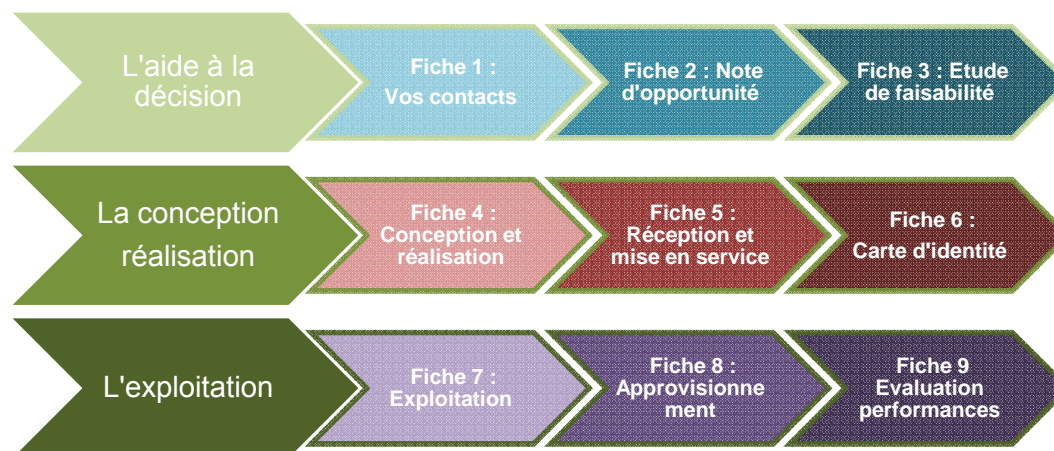 L'aide à la
décision
Fiche 1 :
Vos contacts
Fiche 2 : Note
d'opportunité
Fiche 3 : Etude
de faisabilité
La conception
réalisation
Fiche 4 :
Conception et
réalisation
Fiche 5 :
Réception et
mise en service
Fiche 6 :
Carte d'identité
L'exploitation
Fiche 7 :
Exploitation
Fiche 8 :
Approvisionne
ment
Fiche 9
Evaluation
performances